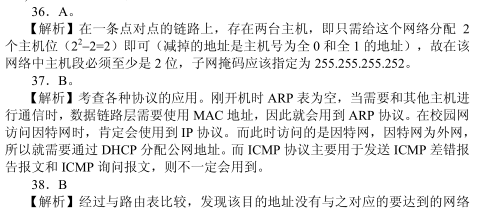 36．A。
【解析】在一条点对点的链路上，存在两台主机，即只需给这个网络分配 2
个主机位（2²–2=2）即可（减掉的地址是主机号为全 0 和全 1 的地址），故在该
网络中主机段必须至少是 2 位，子网掩码应该指定为 255.255.255.252。
37．B。
【解析】考查各种协议的应用。刚开机时 ARP 表为空，当需要和其他主机进
行通信时，数据链路层需要使用 MAC 地址，因此就会用到 ARP 协议。在校园网
访问因特网时，肯定会使用到 IP 协议。而此时访问的是因特网，因特网为外网，
所以就需要通过 DHCP 分配公网地址。而 ICMP 协议主要用于发送 ICMP 差错报
告报文和 ICMP 询问报文，则不一定会用到。
38．B
【解析】经过与路由表比较，发现该目的地址没有与之对应的要达到的网络